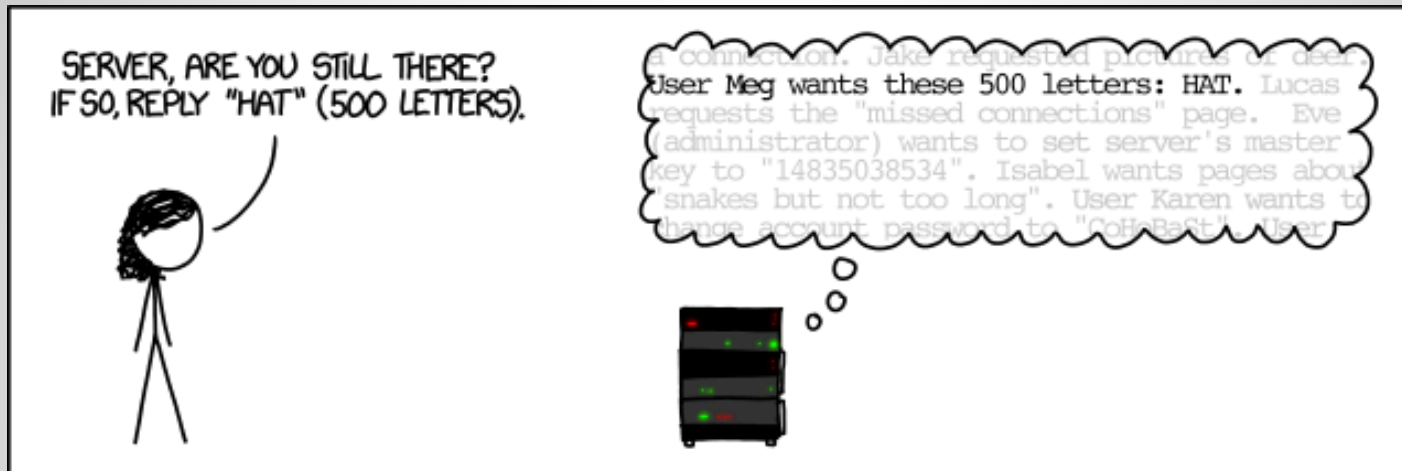 SERVER, ARE YOU STILL THERE?
IF SO, REPLY "HAT" (500 LETTERS).
a connection. Jake requested pictures of deer.
User Meg wants these 500 letters: HAT. Lucas
requests the "missed connections" page. Eve
(administrator) wants to set server's master
key to "14835038534". Isabel wants pages about
"snakes but not too long". User Karen wants to
change account password to "CoHoBaSt". User